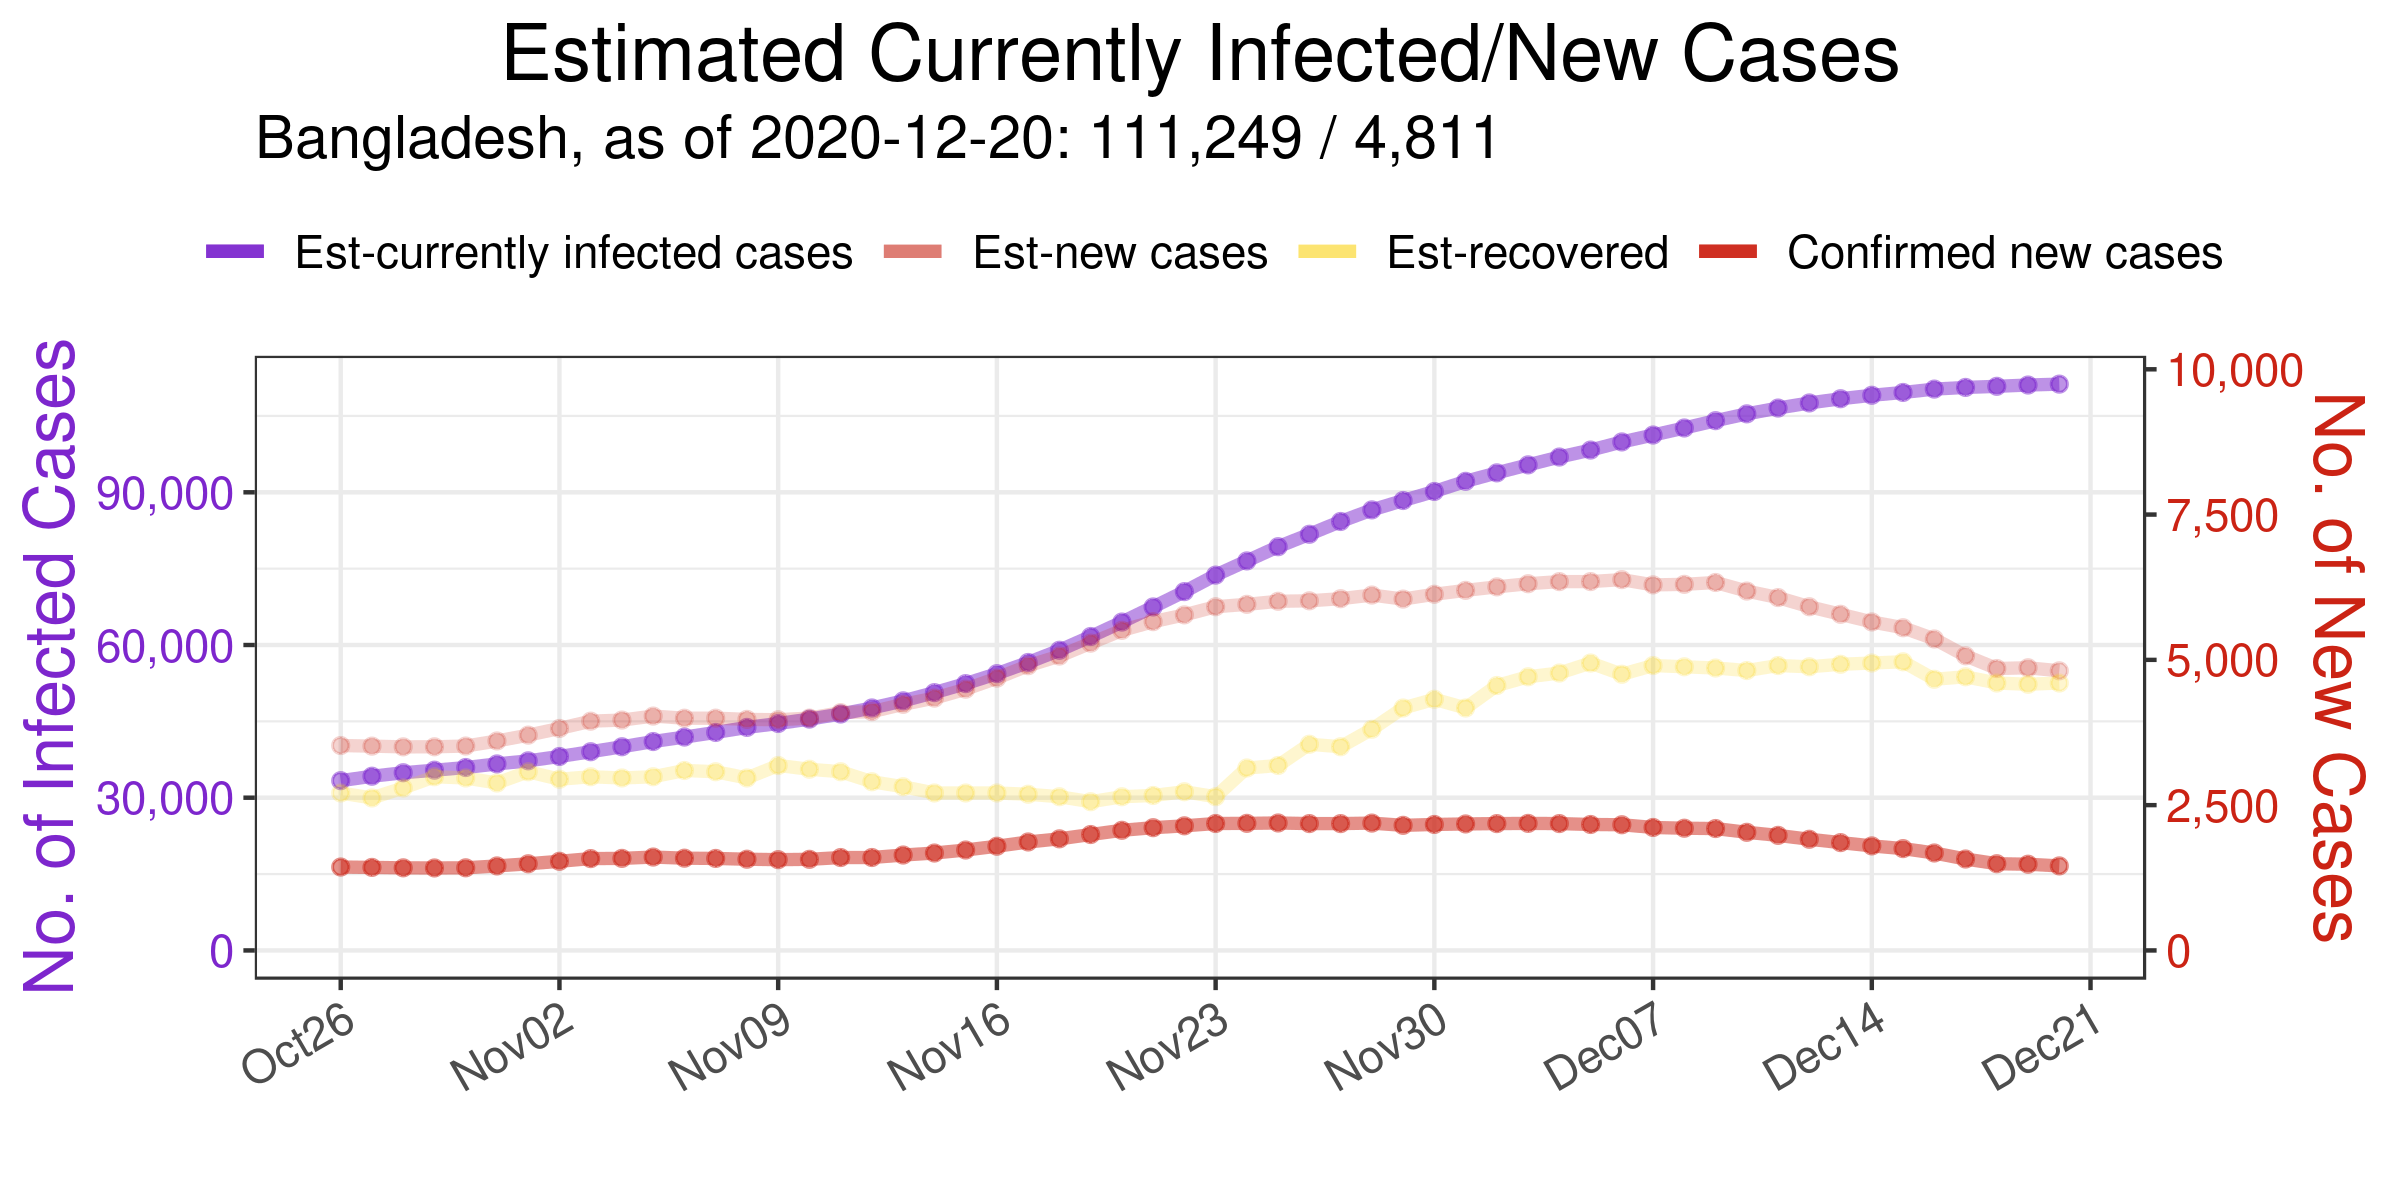 Estimated Currently Infected/New Cases
Bangladesh, as of 2020-12-20: 111,249 / 4,811
Est-currently infected cases Est-new cases Est-recovered Confirmed new cases
No. of Infected Cases
90,000
60,000
30,000
0
10,000
7,500
5,000
2,500
0
No. of New Cases
Oct26 Nov02 Nov09 Nov16 Nov23 Nov30 Dec07 Dec14 Dec21